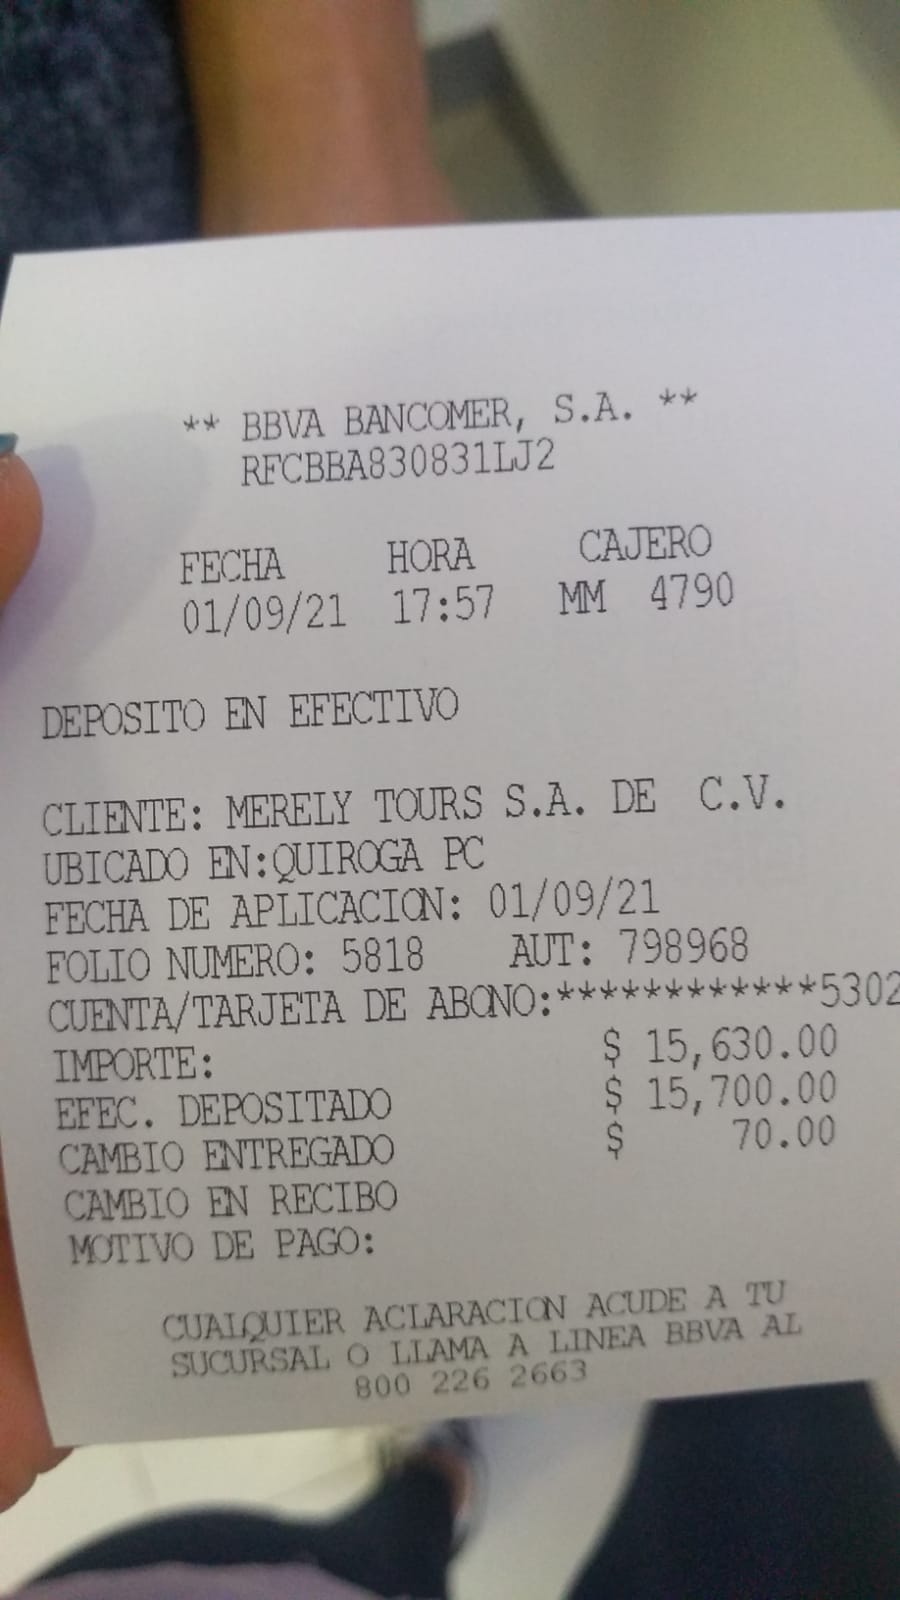 ** BBVA BANCOMER, S.A. **
RFCBBA830831LJ2
FECHA HORA CAJERO
01/09/21 17:57 MM 4790
DEPOSITO EN EFECTIVO
CLIENTE: MERELY TOURS S.A. DE C.V.
UBICADO EN:QUIROGA PC
FECHA DE APLICACION: 01/09/21
FOLIO NUMERO: 5818 AUT: 798968
CUENTA/TARJETA DE ABONO:************5302
IMPORTE: $ 15,630.00
EFEC. DEPOSITADO $ 15,700.00
CAMBIO ENTREGADO $ 70.00
CAMBIO EN RECIBO
MOTIVO DE PAGO:
CUALQUIER ACLARACION ACUDE A TU
SUCURSAL O LLAMA A LINEA BBVA AL
800 226 2663